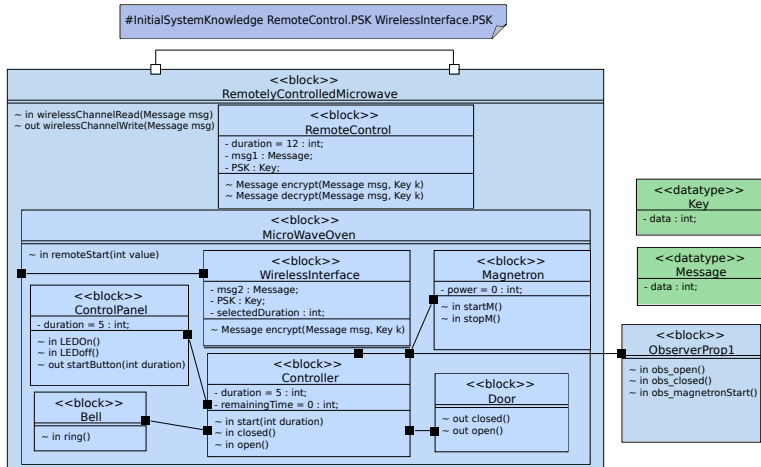 #InitialSystemKnowledge RemoteControl.PSK WirelessInterface.PSK
<<block>>
RemotelyControlledMicrowave
~ in wirelessChannelRead(Message msg)
~ out wirelessChannelWrite(Message msg)
<<block>>
RemoteControl
- duration = 12 : int;
- msg1 : Message;
- PSK : Key;
~ Message encrypt(Message msg, Key k)
~ Message decrypt(Message msg, Key k)
<<block>>
MicroWaveOven
~ in remoteStart(int value)
<<block>>
WirelessInterface
- msg2 : Message;
- PSK : Key;
- selectedDuration : int;
~ Message encrypt(Message msg, Key k)
<<block>>
Magnetron
- power = 0 : int;
~ in startM()
~ in stopM()
<<block>>
ControlPanel
- duration = 5 : int;
~ in LEDOn()
~ in LEDoff()
~ out startButton(int duration)
<<block>>
Controller
- duration = 5 : int;
- remainingTime = 0 : int;
~ in start(int duration)
~ in closed()
~ in open()
<<block>>
Bell
~ in ring()
<<block>>
Door
~ out closed()
~ out open()
<<datatype>>
Key
- data : int;
<<datatype>>
Message
- data : int;
<<block>>
ObserverProp1
~ in obs_open()
~ in obs_closed()
~ in obs_magnetronStart()